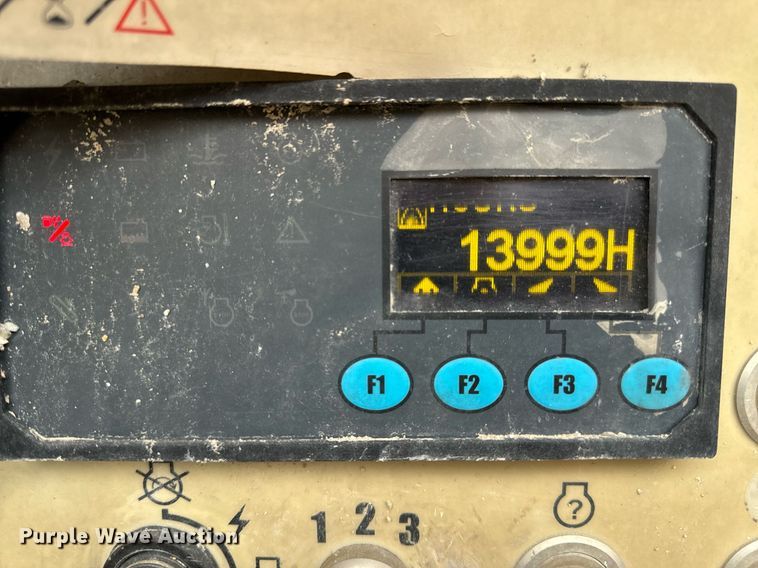 13999H
F1 F2 F3 F4
1 2 3
?
Purple Wave Auction